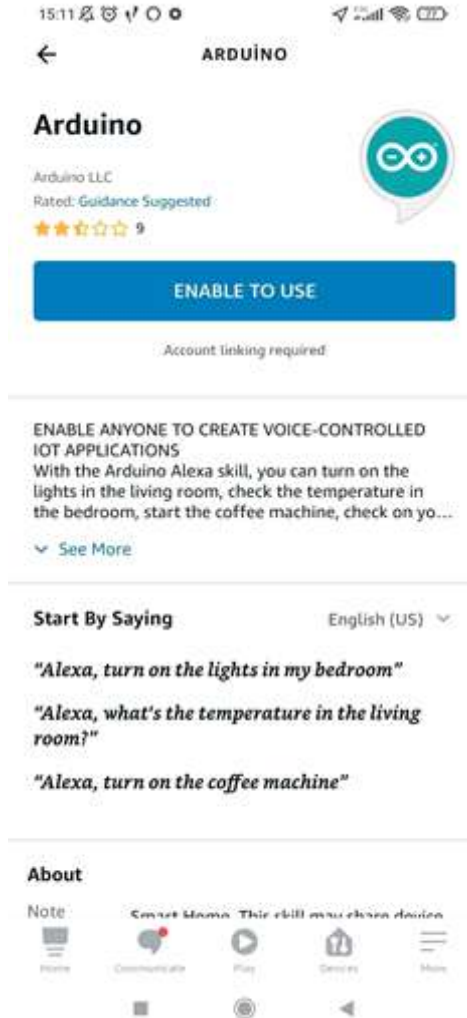 15:11
ARDUİNO
Arduino
Arduino LLC
Rated: Guidance Suggested
9
ENABLE TO USE
Account linking required
ENABLE ANYONE TO CREATE VOICE-CONTROLLED
IOT APPLICATIONS
With the Arduino Alexa skill, you can turn on the
lights in the living room, check the temperature in
the bedroom, start the coffee machine, check on yo...
See More
Start By Saying
English (US)
"Alexa, turn on the lights in my bedroom"
"Alexa, what's the temperature in the living
room?"
"Alexa, turn on the coffee machine"
About
Note
Smart Home. This skill may share device
Home
Communicate
Play
Devices
More